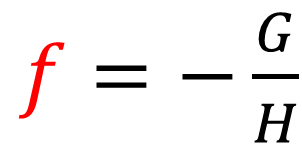 f = − G/H